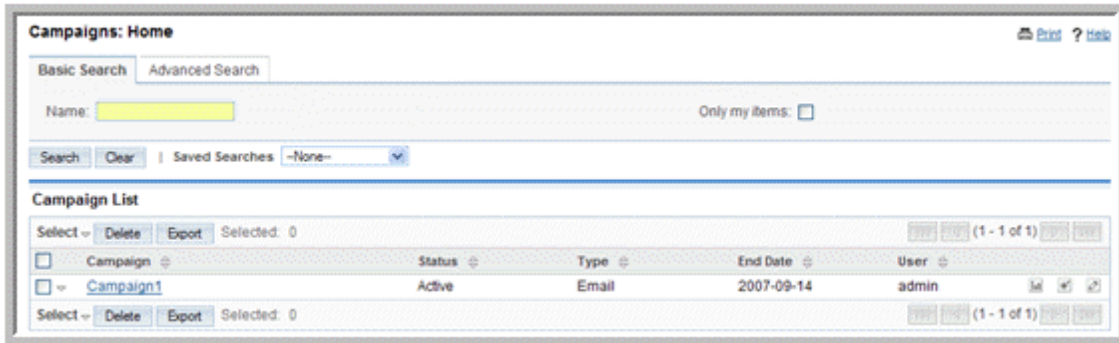 Campaigns: Home
Print ? Help
Basic Search Advanced Search
Name: Only my items:
Search Clear | Saved Searches --None--
Campaign List
Select Delete Export Selected: 0 (1 - 1 of 1)
Campaign Status Type End Date User
Campaign1 Active Email 2007-09-14 admin
Select Delete Export Selected: 0 (1 - 1 of 1)